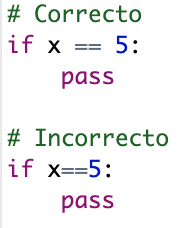 # Correcto
if x == 5:
    pass

# Incorrecto
if x==5:
    pass